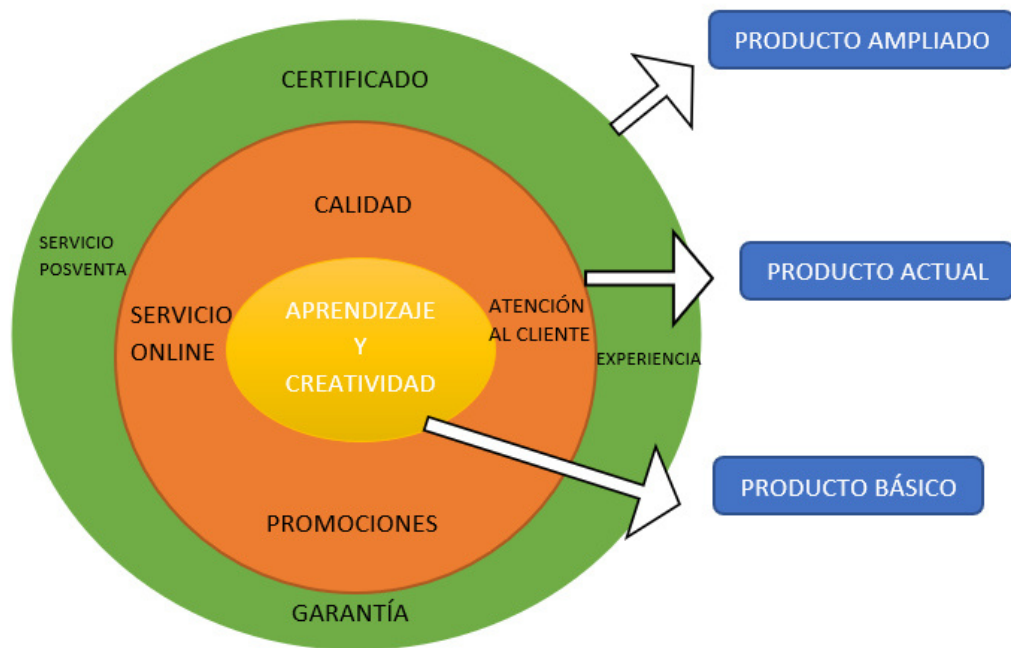 PRODUCTO AMPLIADO
CERTIFICADO
CALIDAD
SERVICIO
POSVENTA
PRODUCTO ACTUAL
SERVICIO
ONLINE
APRENDIZAJE
Y
CREATIVIDAD
ATENCIÓN
AL CLIENTE
EXPERIENCIA
PRODUCTO BÁSICO
PROMOCIONES
GARANTÍA